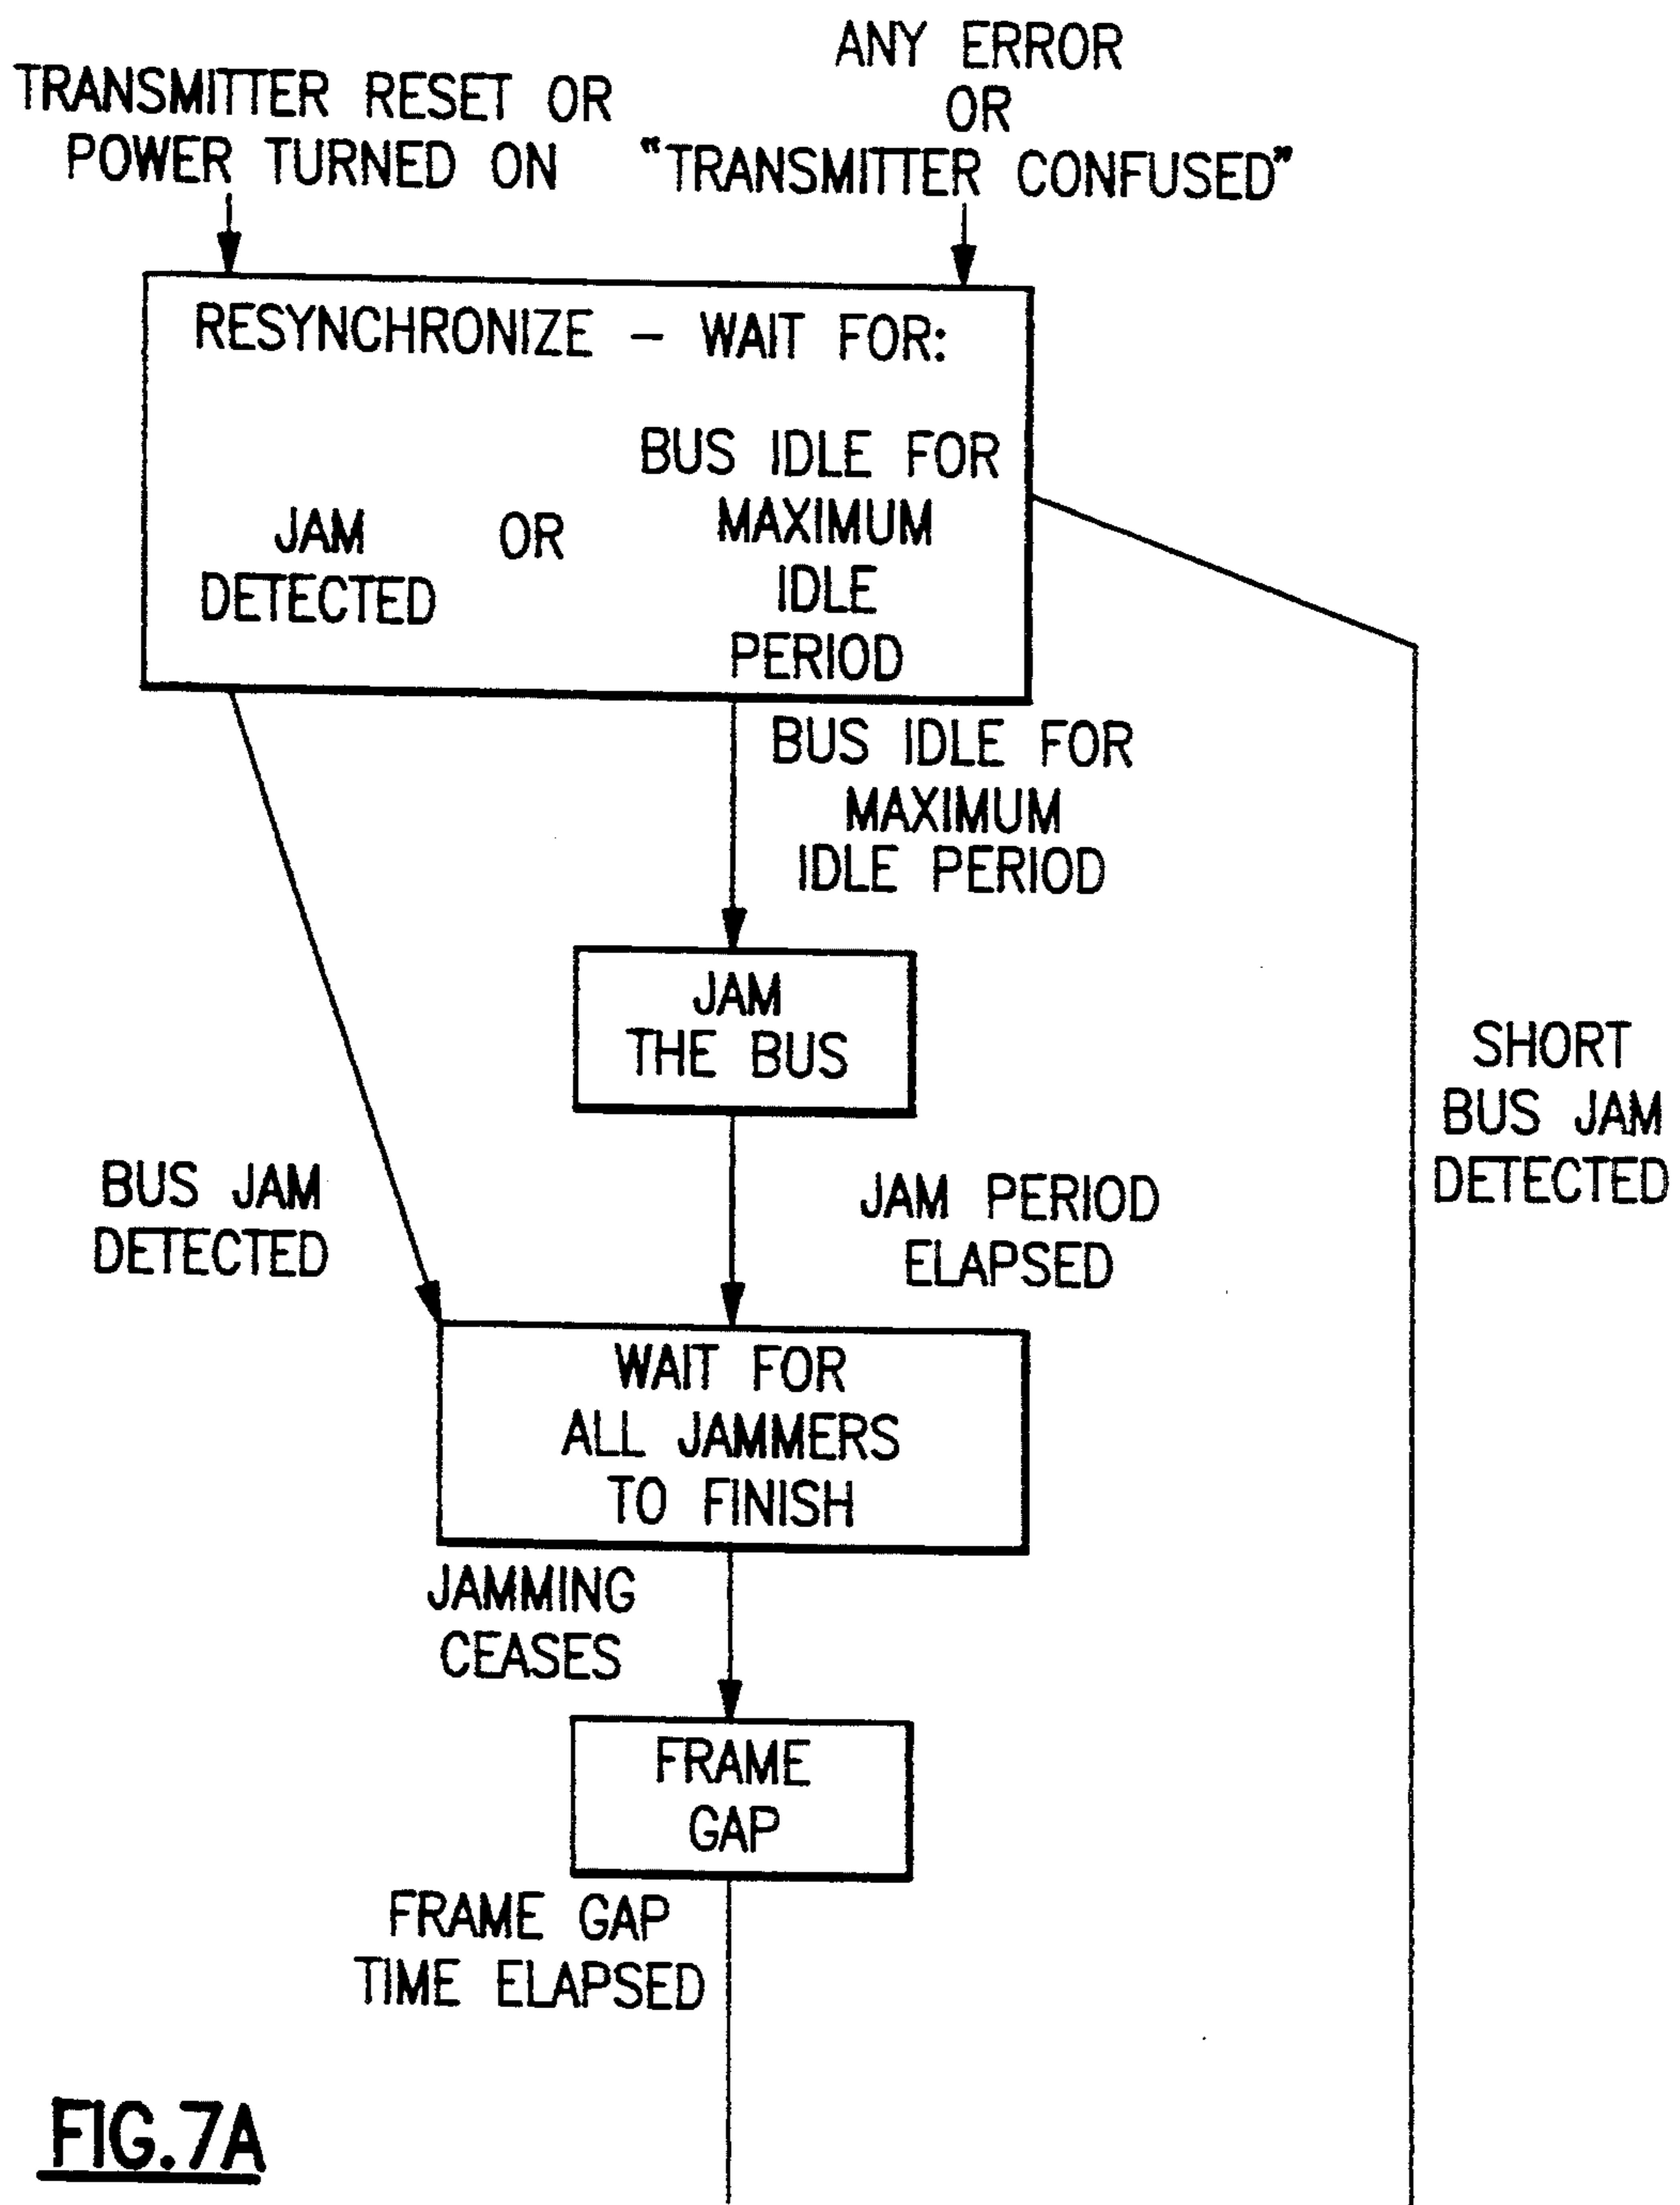 TRANSMITTER RESET OR
POWER TURNED ON
ANY ERROR
OR
"TRANSMITTER CONFUSED"
RESYNCHRONIZE – WAIT FOR:
JAM
DETECTED
OR
BUS IDLE FOR
MAXIMUM
IDLE
PERIOD
BUS IDLE FOR
MAXIMUM
IDLE PERIOD
JAM
THE BUS
SHORT
BUS JAM
DETECTED
BUS JAM
DETECTED
JAM PERIOD
ELAPSED
WAIT FOR
ALL JAMMERS
TO FINISH
JAMMING
CEASES
FRAME
GAP
FRAME GAP
TIME ELAPSED
FIG.7A